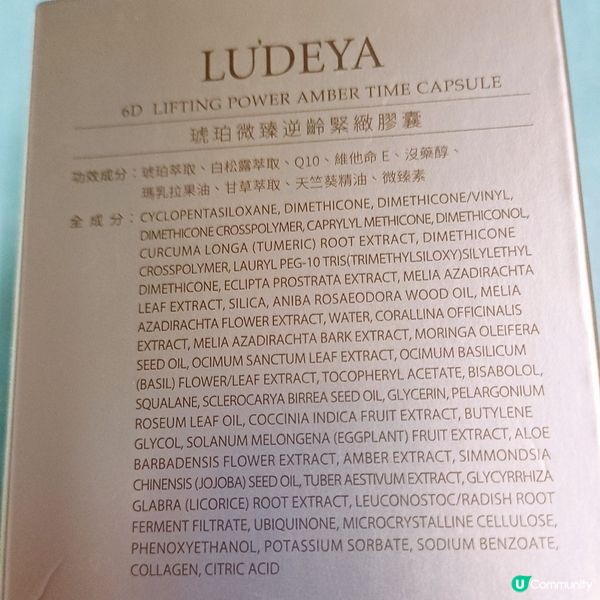 LU'DEYA
6D LIFTING POWER AMBER TIME CAPSULE
琥珀微臻逆齡緊緻膠囊
功效成分：琥珀萃取、白松露萃取、Q10、維他命E、沒藥醇、
瑪乳拉果油、甘草萃取、天竺葵精油、微臻素
全成分：CYCLOPENTASILOXANE, DIMETHICONE, DIMETHICONE/VINYL,
DIMETHICONE CROSSPOLYMER, CAPRYLYL METHICONE, DIMETHICONOL,
CURCUMA LONGA (TUMERIC) ROOT EXTRACT, DIMETHICONE
CROSSPOLYMER, LAURYL PEG-10 TRIS(TRIMETHYLSILOXY)SILYLETHYL
DIMETHICONE, ECLIPTA PROSTRATA EXTRACT, MELIA AZADIRACHTA
LEAF EXTRACT, SILICA, ANIBA ROSAEODORA WOOD OIL, MELIA
AZADIRACHTA FLOWER EXTRACT, WATER, CORALLINA OFFICINALIS
EXTRACT, MELIA AZADIRACHTA BARK EXTRACT, MORINGA OLEIFERA
SEED OIL, OCIMUM SANCTUM LEAF EXTRACT, OCIMUM BASILICUM
(BASIL) FLOWER/LEAF EXTRACT, TOCOPHERYL ACETATE, BISABOLOL,
SQUALANE, SCLEROCARYA BIRREA SEED OIL, GLYCERIN, PELARGONIUM
ROSEUM LEAF OIL, COCCINIA INDICA FRUIT EXTRACT, BUTYLENE
GLYCOL, SOLANUM MELONGENA (EGGPLANT) FRUIT EXTRACT, ALOE
BARBADENSIS FLOWER EXTRACT, AMBER EXTRACT, SIMMONDSIA
CHINENSIS (JOJOBA) SEED OIL, TUBER AESTIVUM EXTRACT, GLYCYRRHIZA
GLABRA (LICORICE) ROOT EXTRACT, LEUCONOSTOC/RADISH ROOT
FERMENT FILTRATE, UBIQUINONE, MICROCRYSTALLINE CELLULOSE,
PHENOXYETHANOL, POTASSIUM SORBATE, SODIUM BENZOATE,
COLLAGEN, CITRIC ACID
U Community